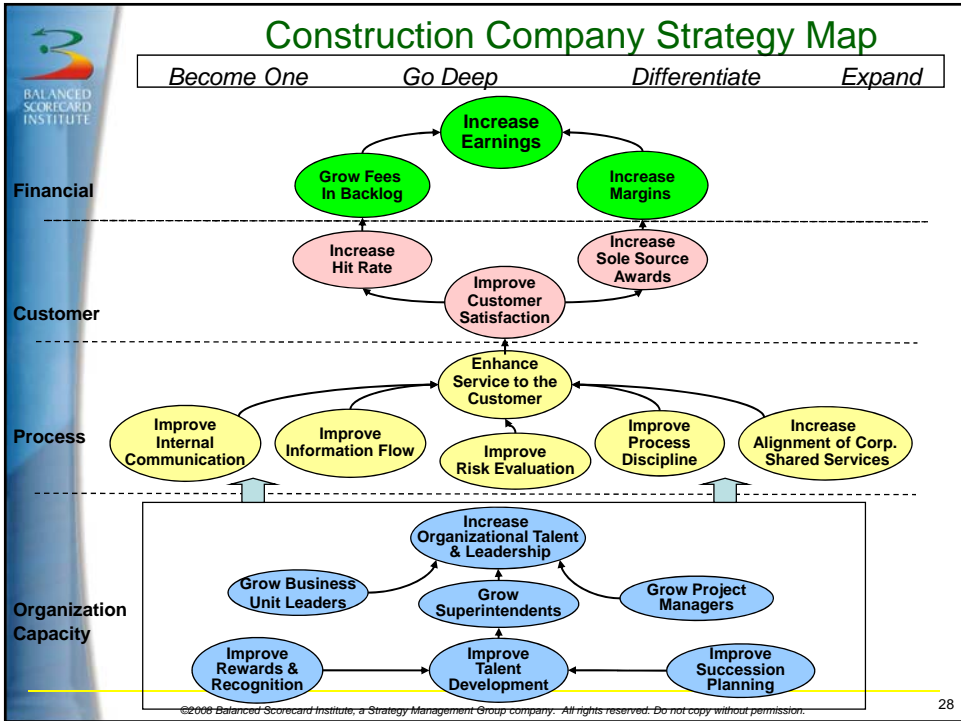 Construction Company Strategy Map
Become One Go Deep Differentiate Expand
BALANCED
SCORECARD
INSTITUTE
Increase
Earnings
Financial
Grow Fees
In Backlog
Increase
Margins
Increase
Hit Rate
Increase
Sole Source
Awards
Improve
Customer
Satisfaction
Customer
Enhance
Service to the
Customer
Process
Improve
Internal
Communication
Improve
Information Flow
Improve
Risk Evaluation
Improve
Process
Discipline
Increase
Alignment of Corp.
Shared Services
Increase
Organizational Talent
& Leadership
Grow Business
Unit Leaders
Grow
Superintendents
Grow Project
Managers
Organization
Capacity
Improve
Rewards &
Recognition
Improve
Talent
Development
Improve
Succession
Planning
©2008 Balanced Scorecard Institute, a Strategy Management Group company. All rights reserved. Do not copy without permission.
28